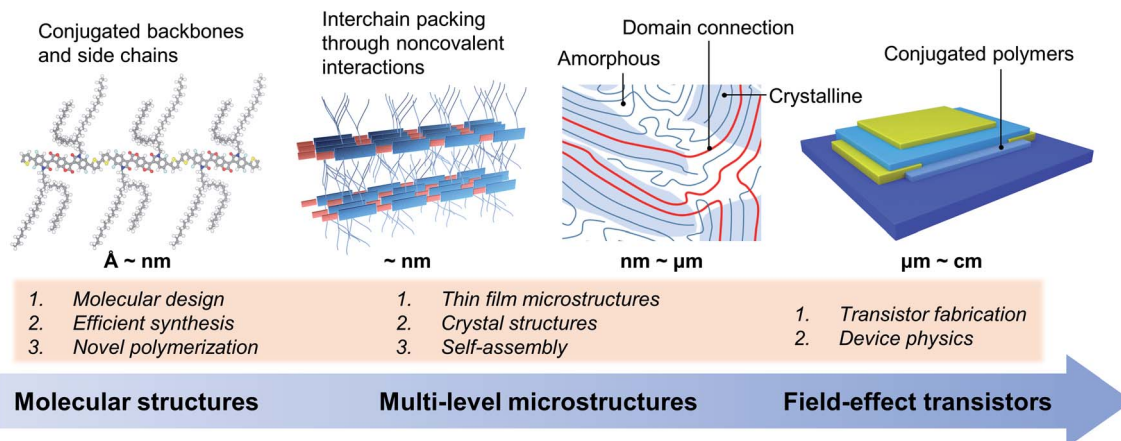 Conjugated backbones
and side chains
Interchain packing
through noncovalent
interactions
Domain connection
Amorphous
Crystalline
Conjugated polymers
Å ~ nm
~ nm
nm ~ μm
μm ~ cm
1. Molecular design
2. Efficient synthesis
3. Novel polymerization
1. Thin film microstructures
2. Crystal structures
3. Self-assembly
1. Transistor fabrication
2. Device physics
Molecular structures
Multi-level microstructures
Field-effect transistors